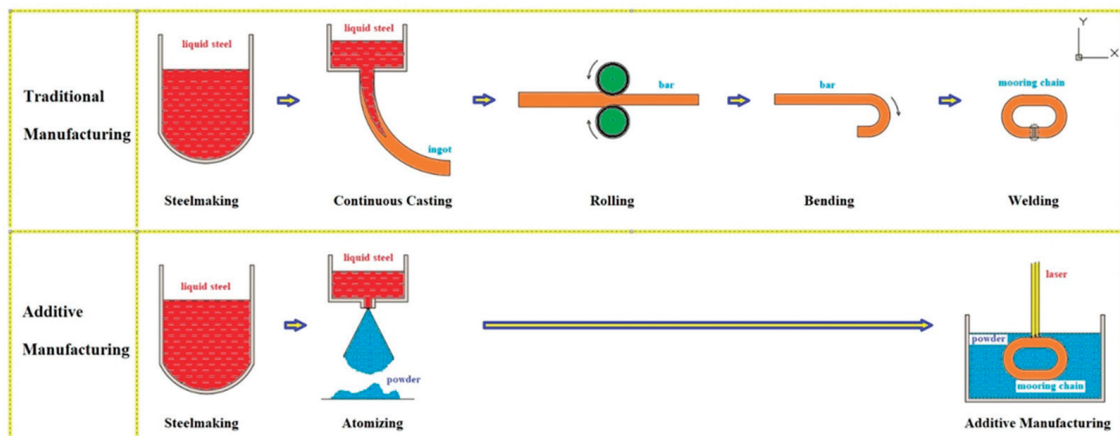 Traditional
Manufacturing
liquid steel
Steelmaking
liquid steel
ingot
Continuous Casting
bar
Rolling
bar
Bending
mooring chain
Welding
Y
X
Additive
Manufacturing
liquid steel
Steelmaking
liquid steel
powder
Atomizing
laser
powder
mooring chain
Additive Manufacturing